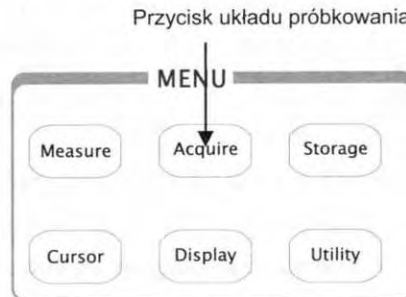 Przycisk układu próbkowania
MENU
Measure Acquire Storage
Cursor Display Utility